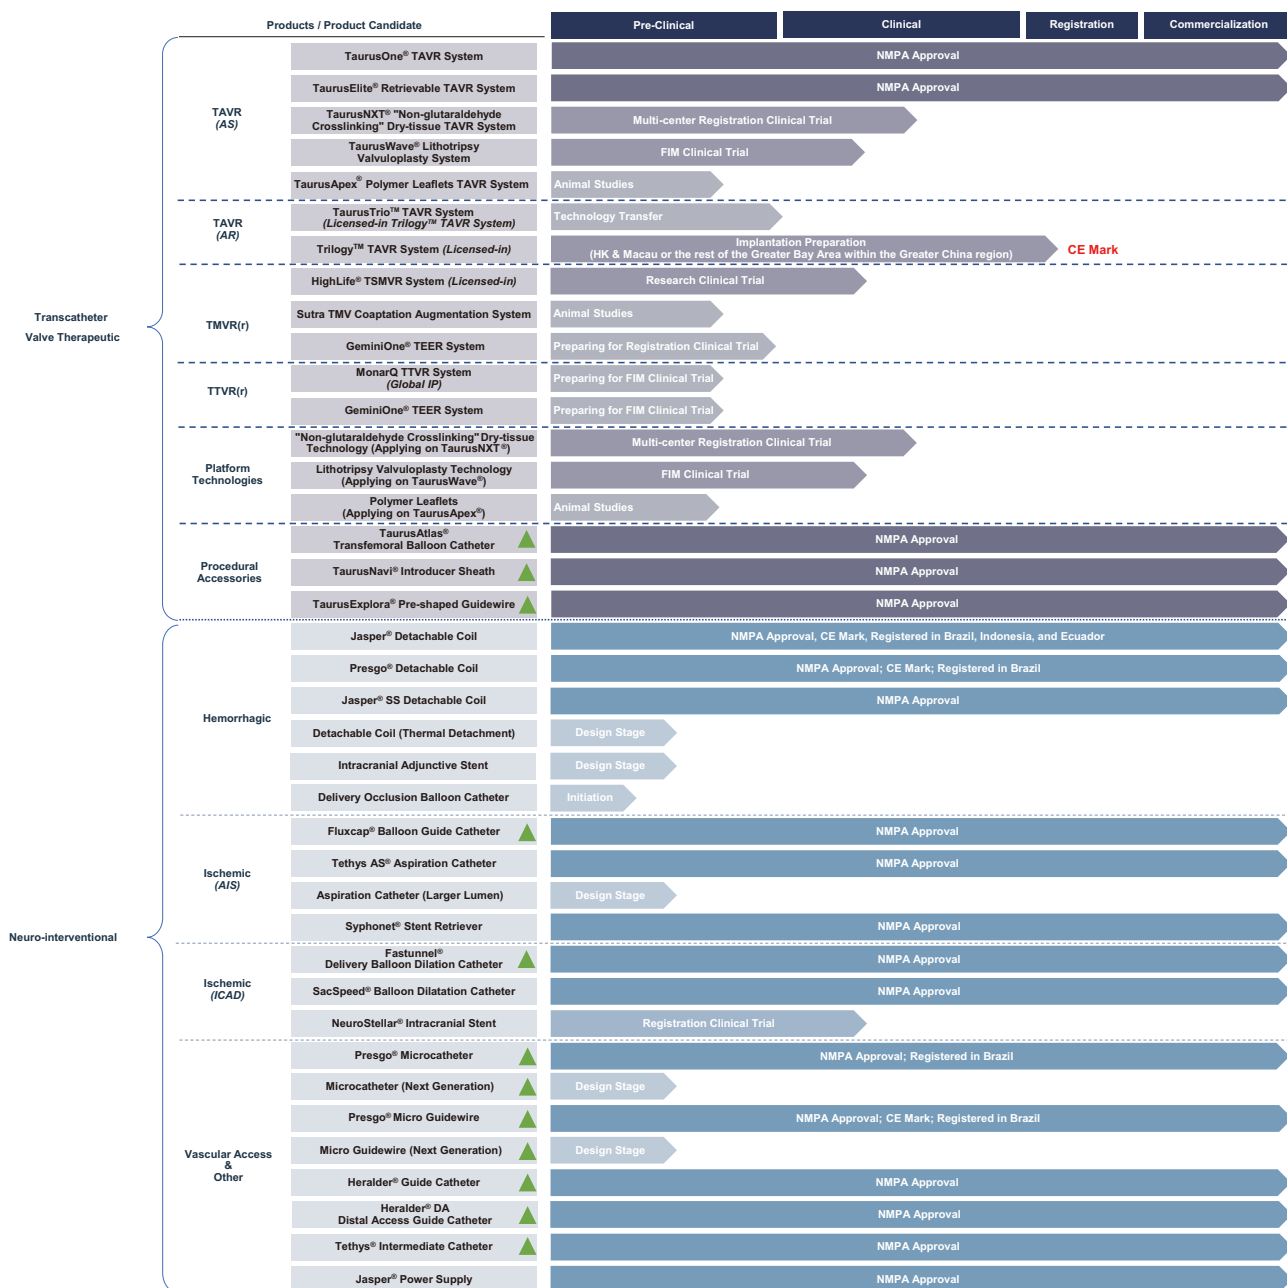 Products / Product Candidate
Pre-Clinical
Clinical
Registration
Commercialization
Transcatheter
Valve Therapeutic
TAVR
(AS)
TaurusOne® TAVR System
NMPA Approval
TaurusElite® Retrievable TAVR System
NMPA Approval
TaurusNXT® "Non-glutaraldehyde
Crosslinking" Dry-tissue TAVR System
Multi-center Registration Clinical Trial
TaurusWave® Lithotripsy
Valvuloplasty System
FIM Clinical Trial
TaurusApex® Polymer Leaflets TAVR System
Animal Studies
TAVR
(AR)
TaurusTrio™ TAVR System
(Licensed-in Trilogy™ TAVR System)
Technology Transfer
Trilogy™ TAVR System (Licensed-in)
Implantation Preparation
(HK & Macau or the rest of the Greater Bay Area within the Greater China region)
CE Mark
TMVR(r)
HighLife® TSMVR System (Licensed-in)
Research Clinical Trial
Sutra TMV Coaptation Augmentation System
Animal Studies
GeminiOne® TEER System
Preparing for Registration Clinical Trial
TTVR(r)
MonarQ TTVR System
(Global IP)
Preparing for FIM Clinical Trial
GeminiOne® TEER System
Preparing for FIM Clinical Trial
Platform
Technologies
"Non-glutaraldehyde Crosslinking" Dry-tissue
Technology (Applying on TaurusNXT®)
Multi-center Registration Clinical Trial
Lithotripsy Valvuloplasty Technology
(Applying on TaurusWave®)
FIM Clinical Trial
Polymer Leaflets
(Applying on TaurusApex®)
Animal Studies
Procedural
Accessories
TaurusAtlas®
Transfemoral Balloon Catheter
NMPA Approval
TaurusNavi® Introducer Sheath
NMPA Approval
TaurusExplora® Pre-shaped Guidewire
NMPA Approval
Neuro-interventional
Hemorrhagic
Jasper® Detachable Coil
NMPA Approval, CE Mark, Registered in Brazil, Indonesia, and Ecuador
Presgo® Detachable Coil
NMPA Approval; CE Mark; Registered in Brazil
Jasper® SS Detachable Coil
NMPA Approval
Detachable Coil (Thermal Detachment)
Design Stage
Intracranial Adjunctive Stent
Design Stage
Delivery Occlusion Balloon Catheter
Initiation
Ischemic
(AIS)
Fluxcap® Balloon Guide Catheter
NMPA Approval
Tethys AS® Aspiration Catheter
NMPA Approval
Aspiration Catheter (Larger Lumen)
Design Stage
Syphonet® Stent Retriever
NMPA Approval
Ischemic
(ICAD)
Fastunnel®
Delivery Balloon Dilation Catheter
NMPA Approval
SacSpeed® Balloon Dilatation Catheter
NMPA Approval
NeuroStellar® Intracranial Stent
Registration Clinical Trial
Vascular Access
&
Other
Presgo® Microcatheter
NMPA Approval; Registered in Brazil
Microcatheter (Next Generation)
Design Stage
Presgo® Micro Guidewire
NMPA Approval; CE Mark; Registered in Brazil
Micro Guidewire (Next Generation)
Design Stage
Heralder® Guide Catheter
NMPA Approval
Heralder® DA
Distal Access Guide Catheter
NMPA Approval
Tethys® Intermediate Catheter
NMPA Approval
Jasper® Power Supply
NMPA Approval